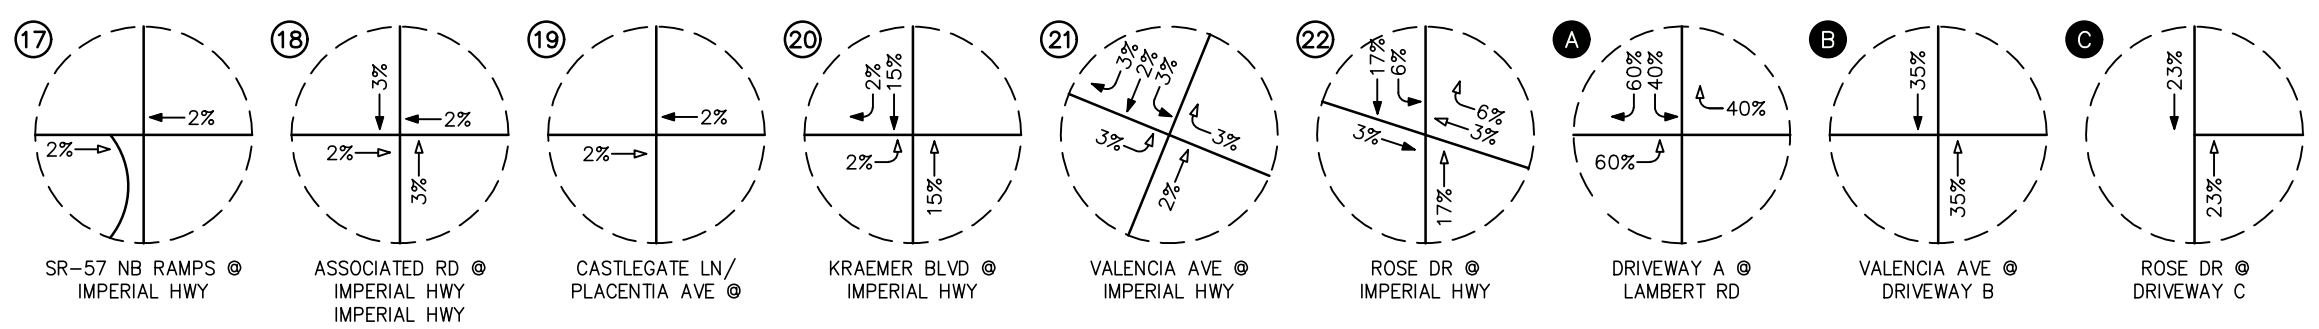 17
2%
2%
SR-57 NB RAMPS @
IMPERIAL HWY
18
3%
2%
2%
3%
ASSOCIATED RD @
IMPERIAL HWY
IMPERIAL HWY
19
2%
2%
CASTLEGATE LN/
PLACENTIA AVE @
20
2%
15%
2%
15%
KRAEMER BLVD @
IMPERIAL HWY
21
3%
2%
3%
3%
3%
2%
VALENCIA AVE @
IMPERIAL HWY
22
17%
6%
6%
3%
3%
17%
ROSE DR @
IMPERIAL HWY
A
60%
40%
40%
60%
DRIVEWAY A @
LAMBERT RD
B
35%
35%
VALENCIA AVE @
DRIVEWAY B
C
23%
23%
ROSE DR @
DRIVEWAY C